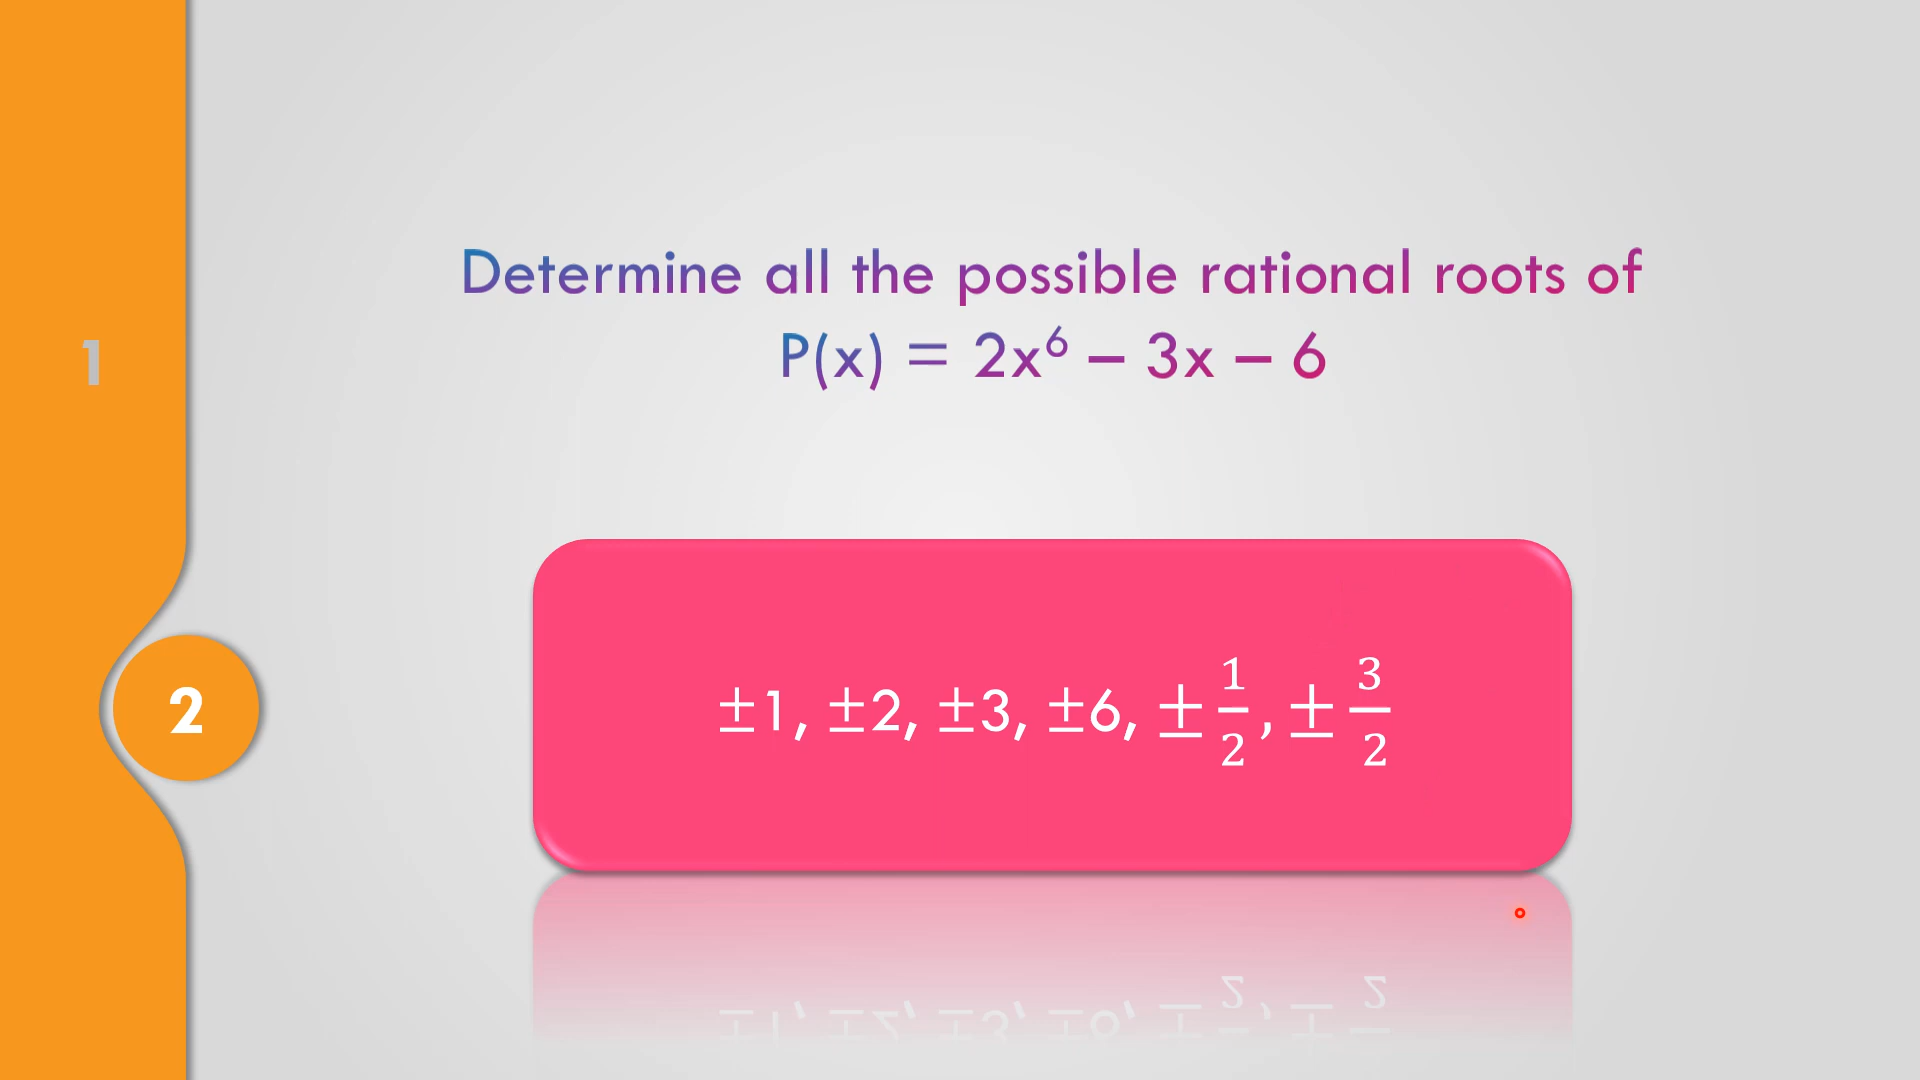 Determine all the possible rational roots of
P(x) = 2x⁶ – 3x – 6
1
2
±1, ±2, ±3, ±6, ±1/2, ±3/2